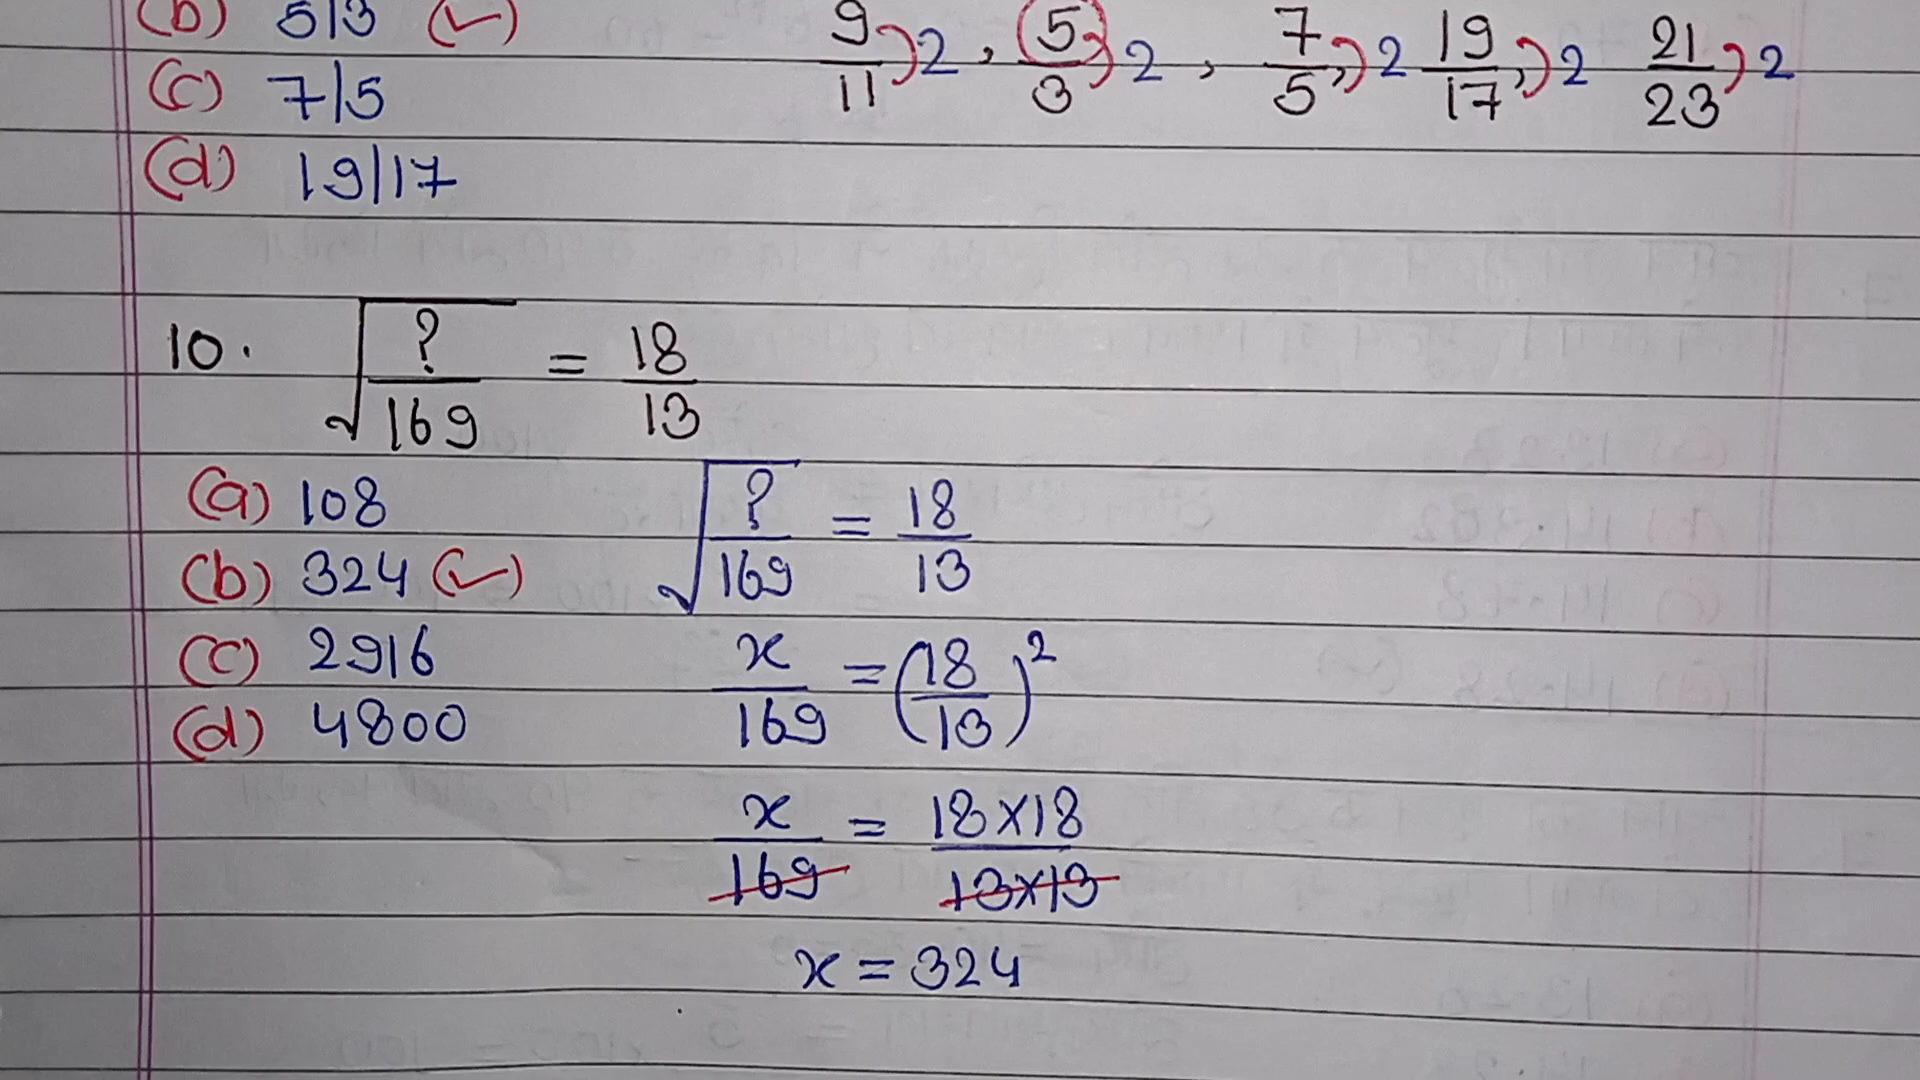 (b) 5/3 (✓)
9/11 )2 , 5/3 )2 , 7/5 , )2 19/17 , )2 21/23 )2
(c) 7/5
(d) 19/17
10. √(?/169) = 18/13
(a) 108
(b) 324 (✓)
(c) 2916
(d) 4800
√(?/169) = 18/13
x/169 = (18/13)²
x/169 = 18×18/13×13
x = 324